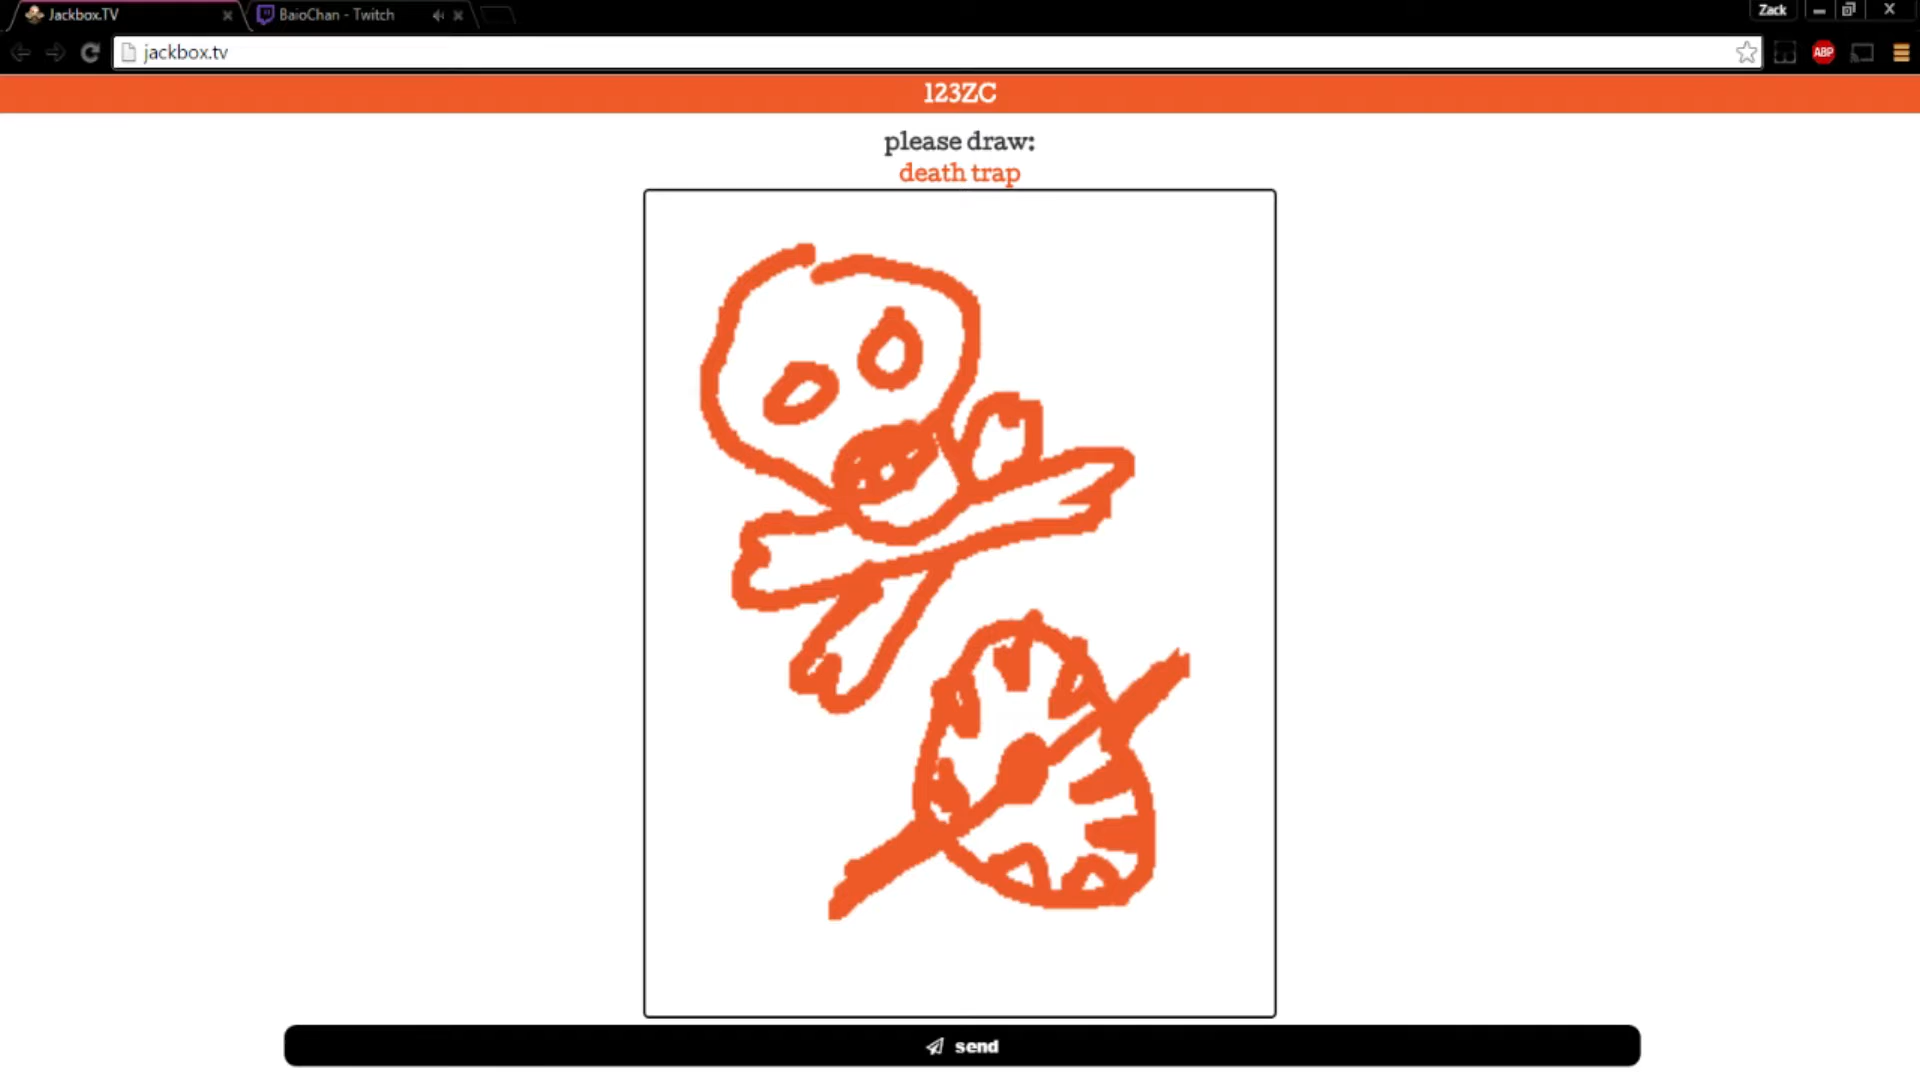 Jackbox.TV
BaioChan - Twitch
Zack
jackbox.tv
ABP
123ZC
please draw:
death trap
send